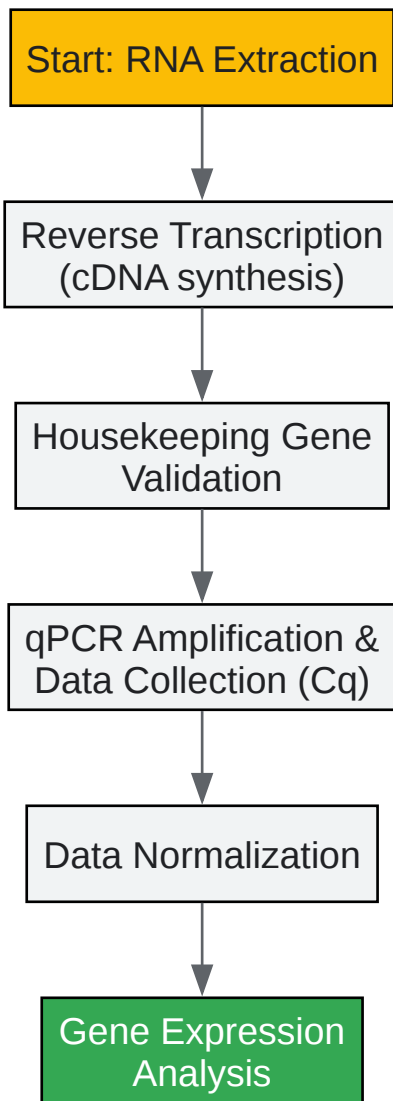 Start: RNA Extraction
Reverse Transcription
(cDNA synthesis)
Housekeeping Gene
Validation
qPCR Amplification &
Data Collection (Cq)
Data Normalization
Gene Expression
Analysis